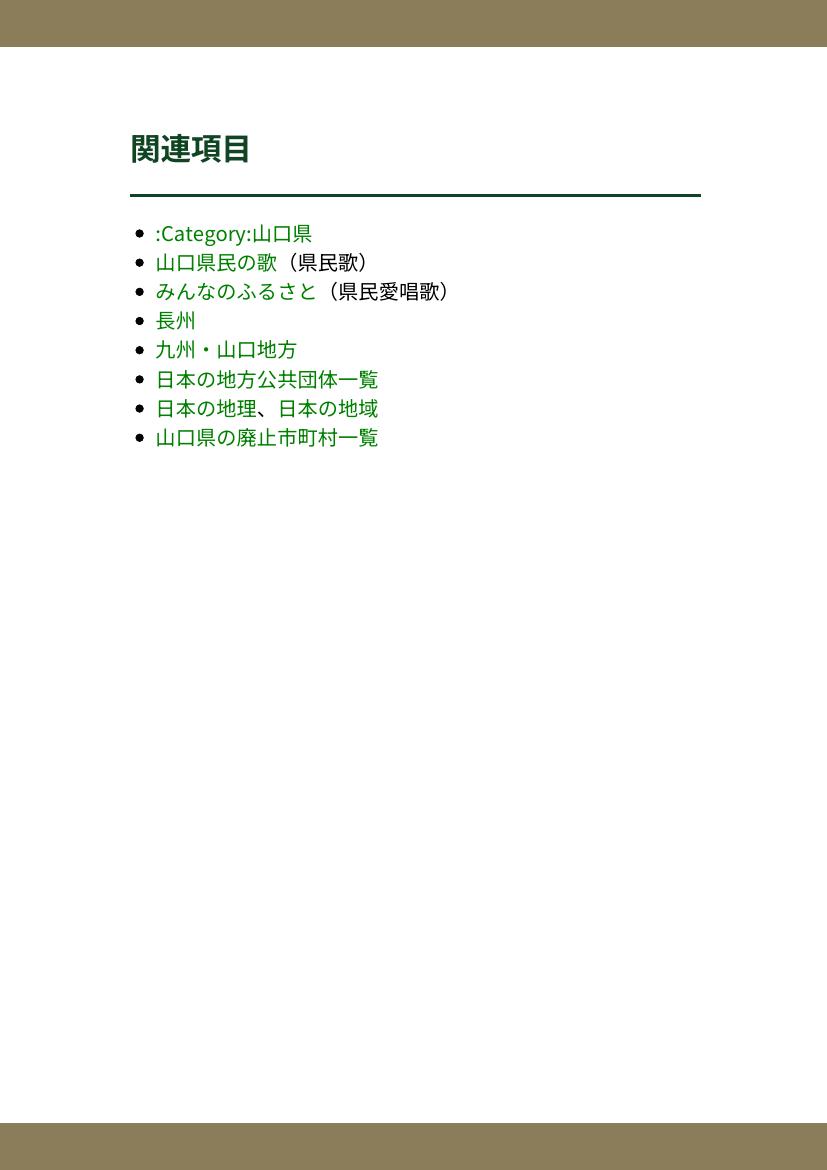 関連項目
:Category:山口県
山口県民の歌（県民歌）
みんなのふるさと（県民愛唱歌）
長州
九州・山口地方
日本の地方公共団体一覧
日本の地理、日本の地域
山口県の廃止市町村一覧